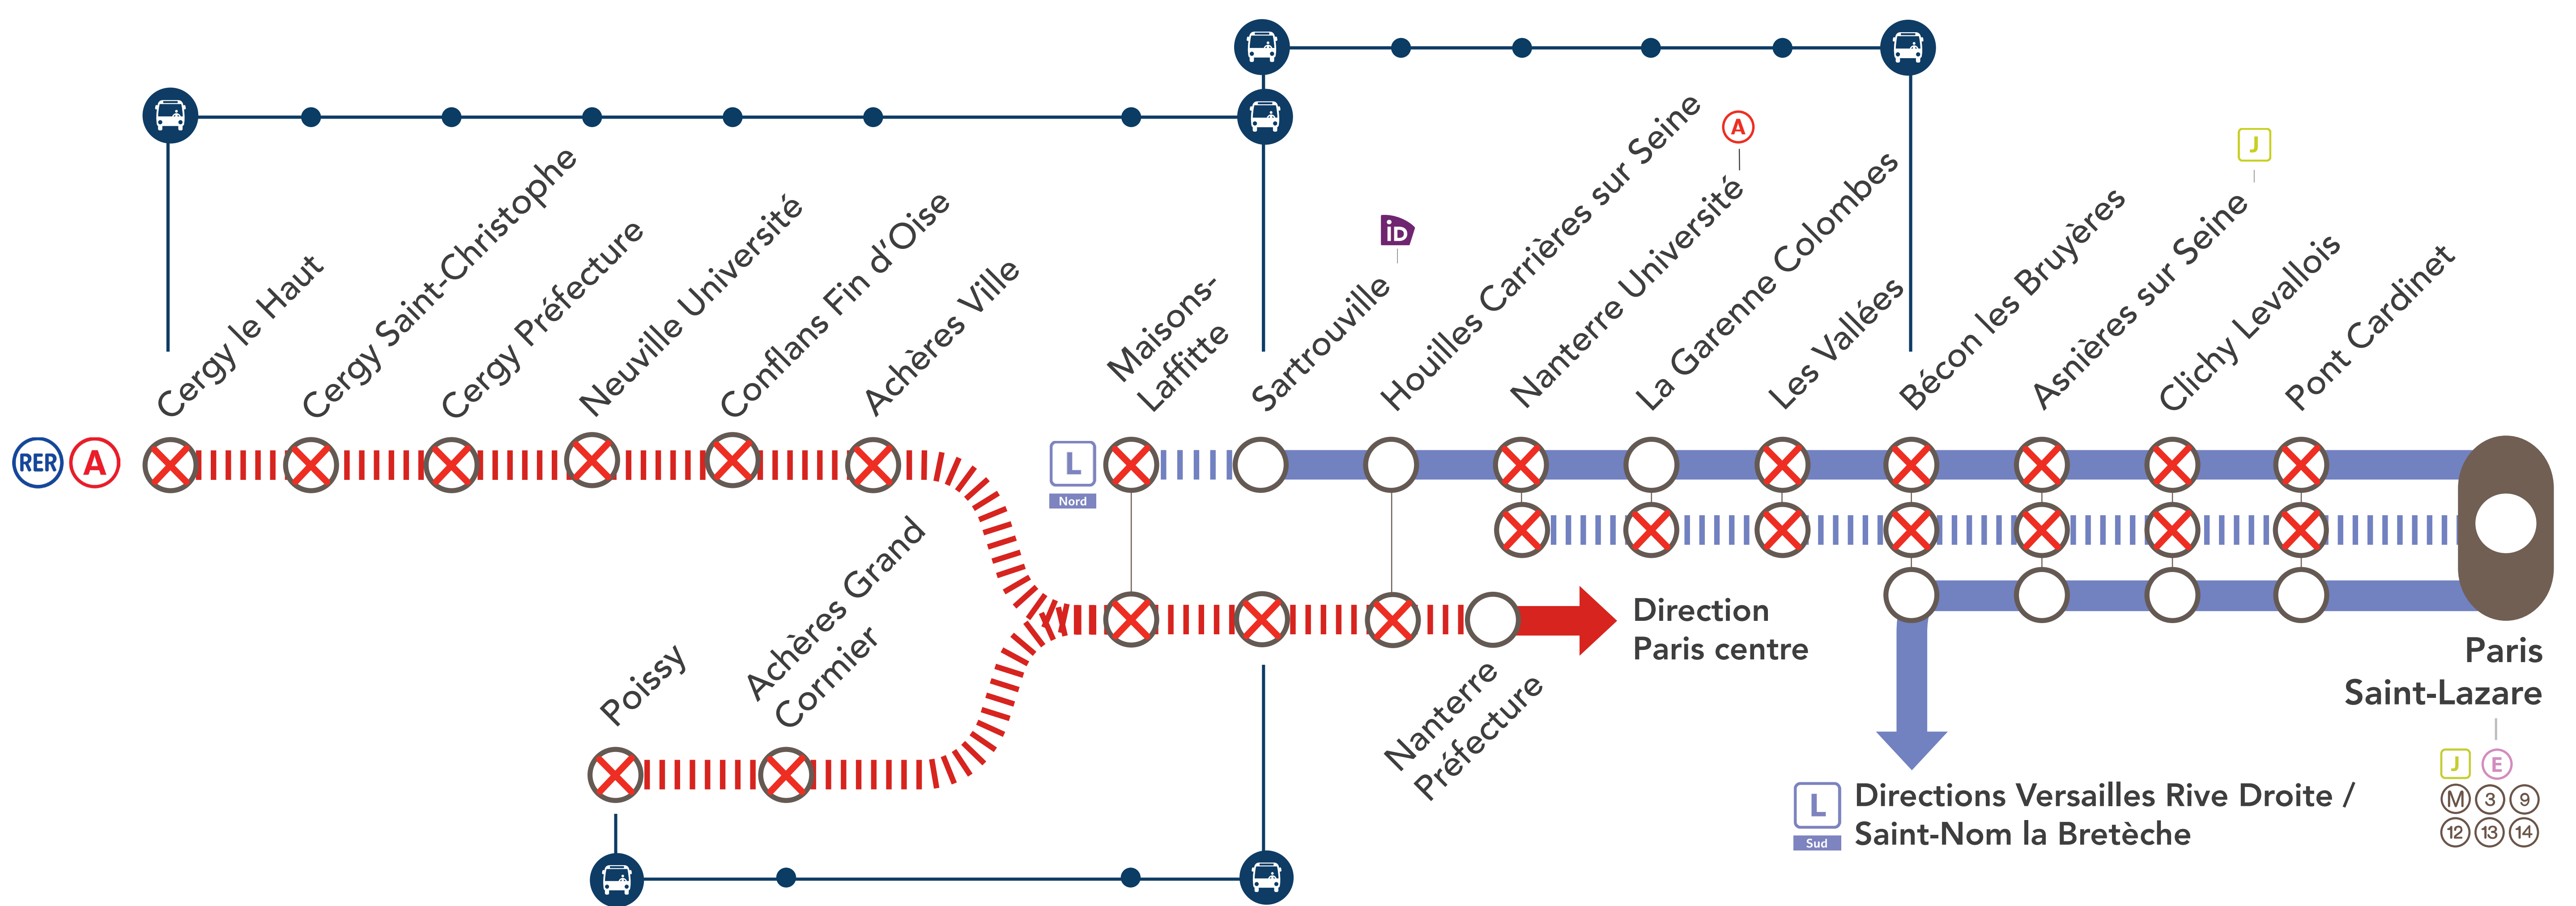 Cergy le Haut
Cergy Saint-Christophe
Cergy Préfecture
Neuville Université
Conflans Fin d'Oise
Achères Ville
Maisons-
Laffitte
Sartrouville
iD
Houilles Carrières sur Seine
Nanterre Université
A
La Garenne Colombes
Les Vallées
Bécon les Bruyères
Asnières sur Seine
J
Clichy Levallois
Pont Cardinet
RER A
L
Nord
Poissy
Achères Grand
Cormier
Nanterre
Préfecture
Direction
Paris centre
Paris
Saint-Lazare
J E
M 3 9
12 13 14
L
Sud
Directions Versailles Rive Droite /
Saint-Nom la Bretèche